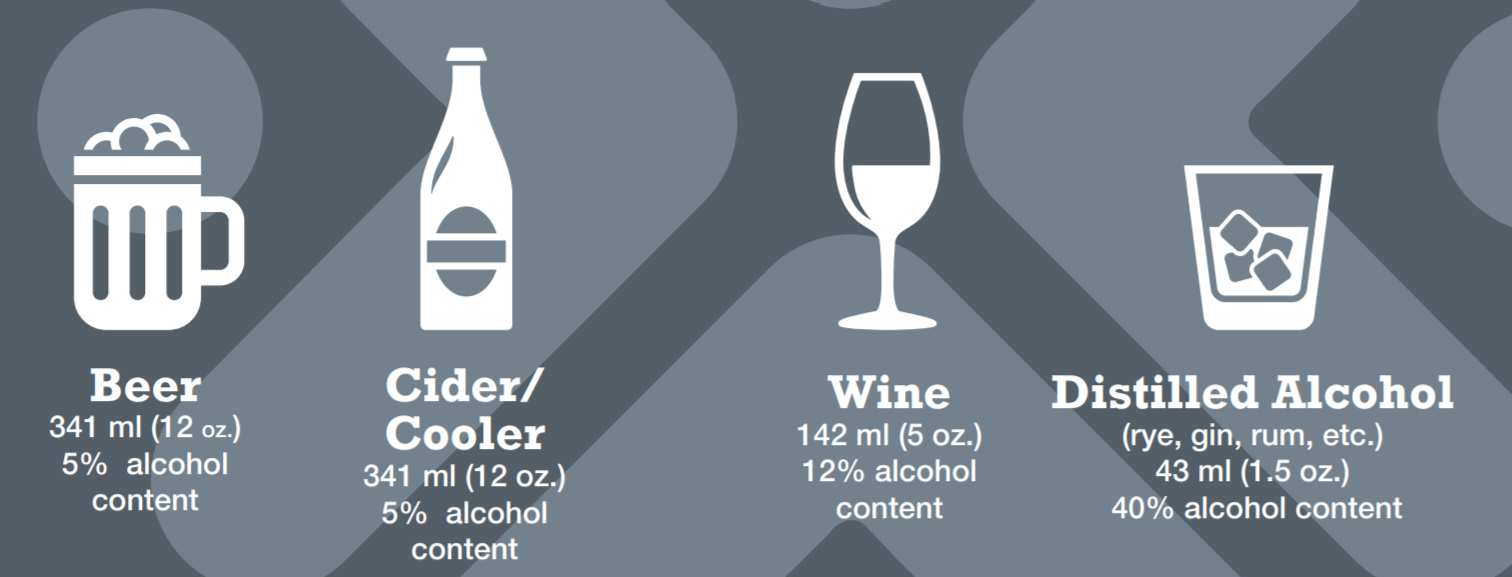 Beer
341 ml (12 oz.)
5% alcohol
content
Cider/
Cooler
341 ml (12 oz.)
5% alcohol
content
Wine
142 ml (5 oz.)
12% alcohol
content
Distilled Alcohol
(rye, gin, rum, etc.)
43 ml (1.5 oz.)
40% alcohol content